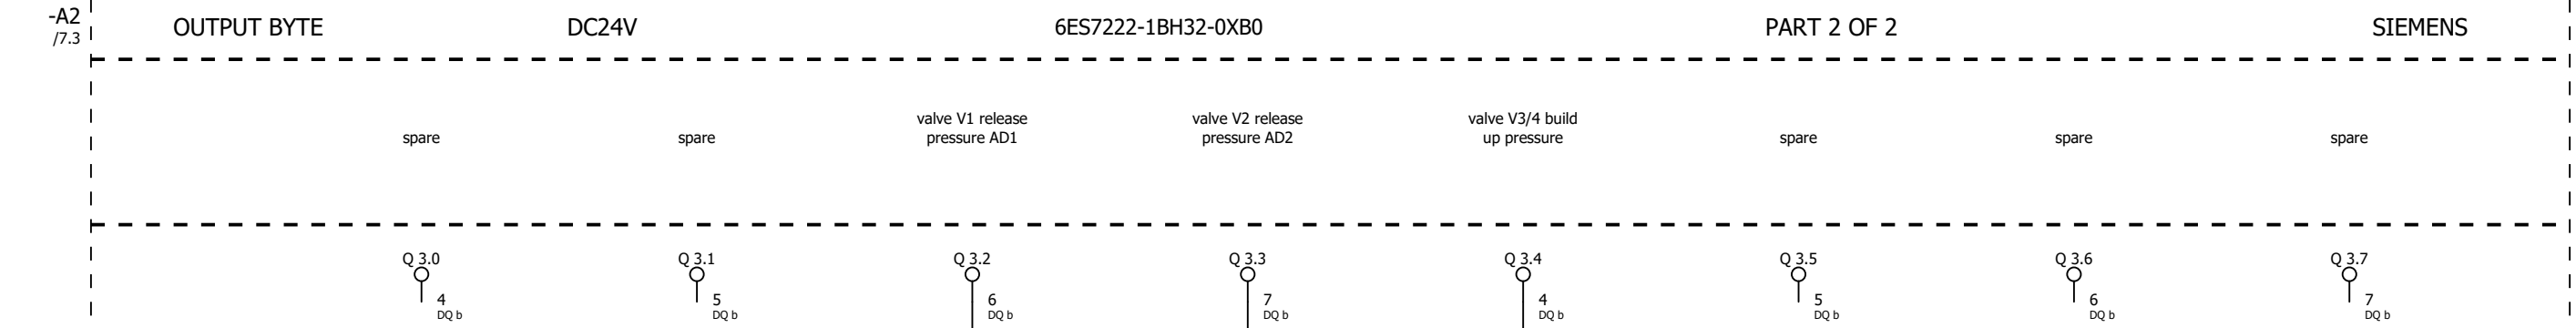 -A2
/7.3
OUTPUT BYTE DC24V 6ES7222-1BH32-0XB0 PART 2 OF 2 SIEMENS
spare
spare
valve V1 release
pressure AD1
valve V2 release
pressure AD2
valve V3/4 build
up pressure
spare
spare
spare
Q 3.0
4
DQ b
Q 3.1
5
DQ b
Q 3.2
6
DQ b
Q 3.3
7
DQ b
Q 3.4
4
DQ b
Q 3.5
5
DQ b
Q 3.6
6
DQ b
Q 3.7
7
DQ b